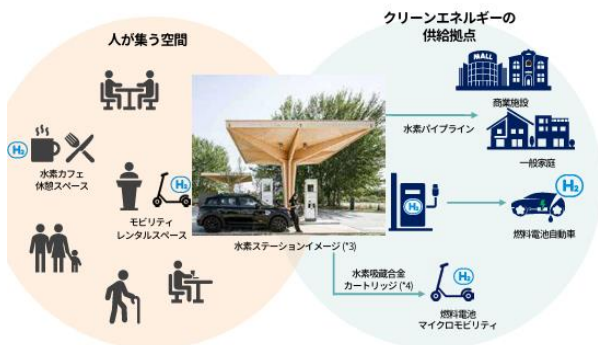 人が集う空間
クリーンエネルギーの
供給拠点
MALL
商業施設
水素パイプライン
一般家庭
H₂
水素カフェ
休憩スペース
H₂
モビリティ
レンタルスペース
水素ステーションイメージ (*3)
H₂
H₂
燃料電池自動車
水素吸蔵合金
カートリッジ (*4)
H₂
燃料電池
マイクロモビリティ